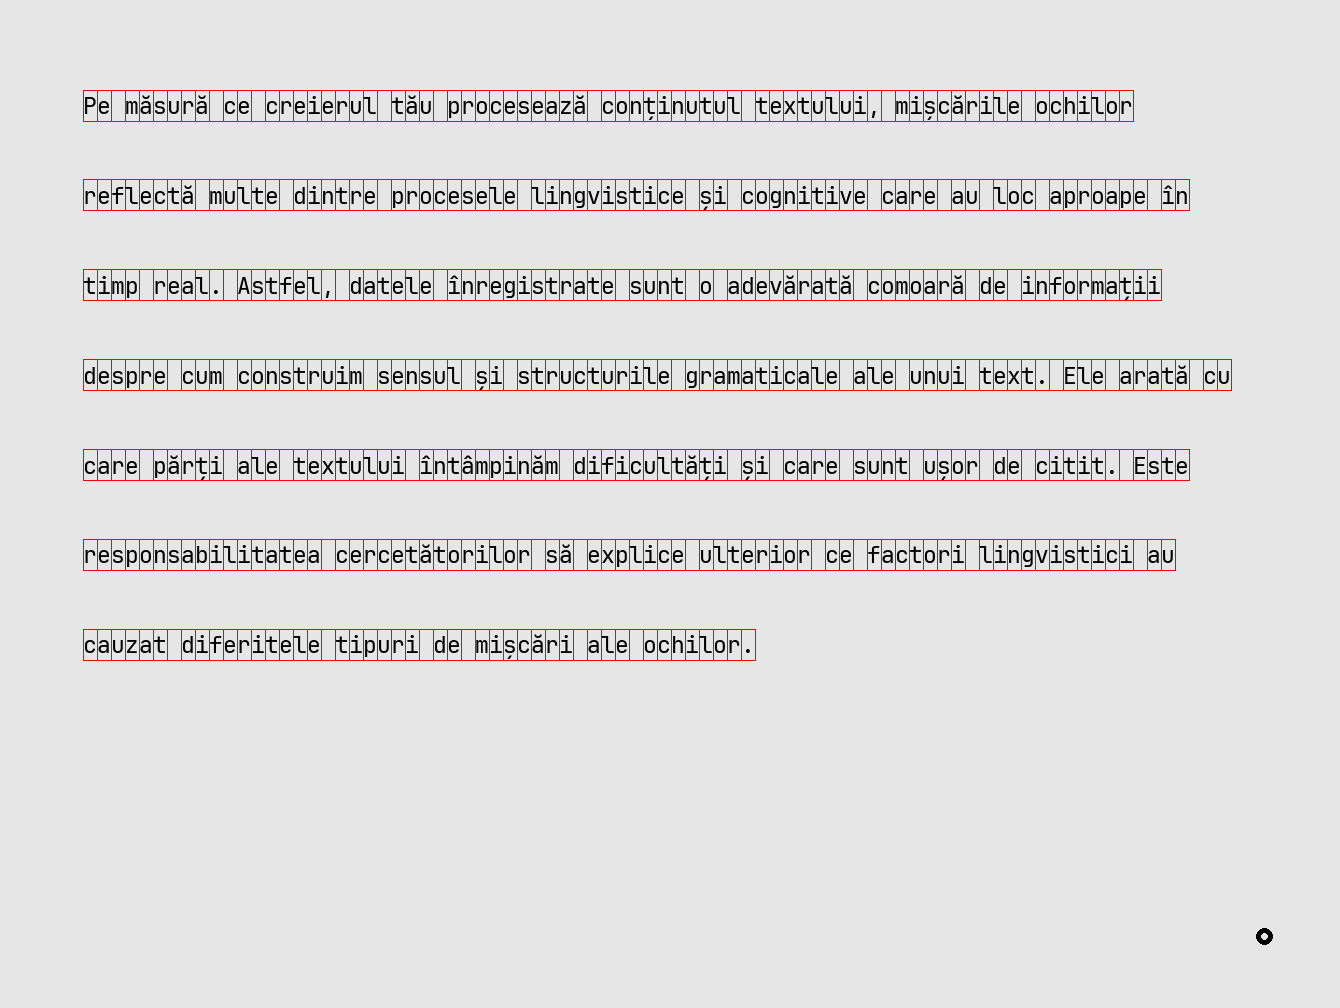 Pe măsură ce creierul tău procesează conținutul textului, mișcările ochilor
reflectă multe dintre procesele lingvistice și cognitive care au loc aproape în
timp real. Astfel, datele înregistrate sunt o adevărată comoară de informații
despre cum construim sensul și structurile gramaticale ale unui text. Ele arată cu
care părți ale textului întâmpinăm dificultăți și care sunt ușor de citit. Este
responsabilitatea cercetătorilor să explice ulterior ce factori lingvistici au
cauzat diferitele tipuri de mișcări ale ochilor.